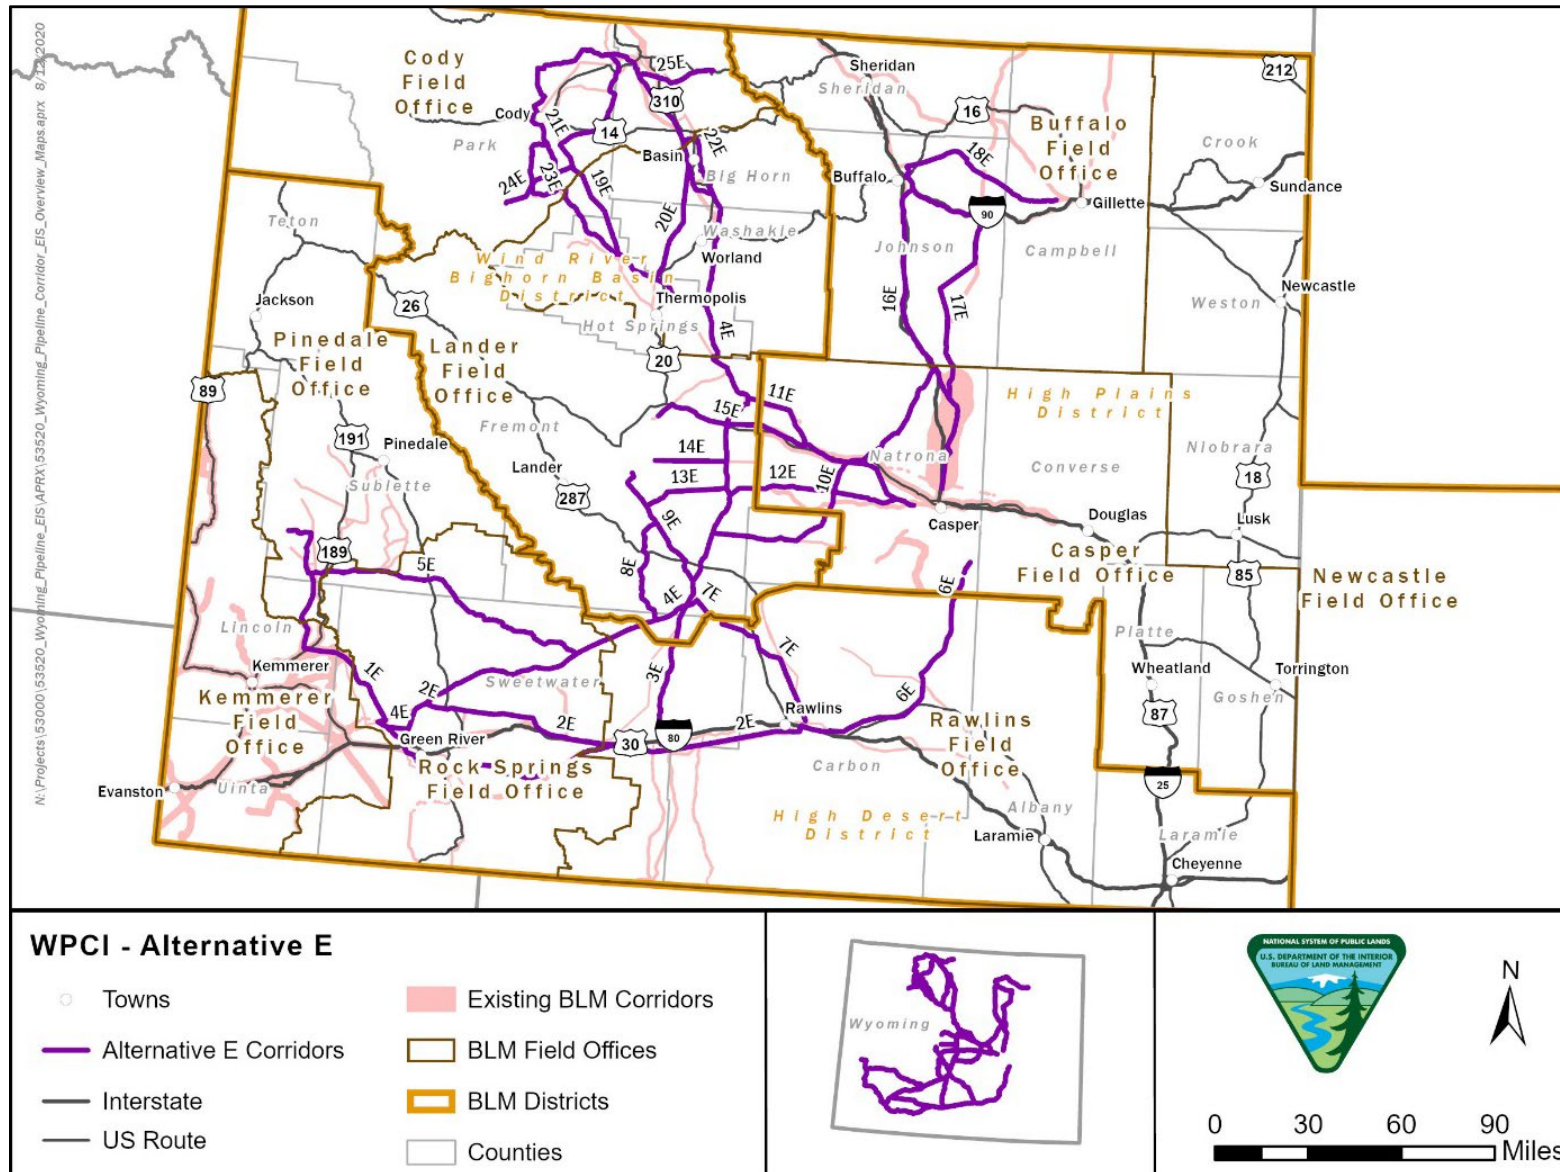 N:\Projects\53000\53520_Wyoming_Pipeline_EIS\APRX\53520_Wyoming_Pipeline_Corridor_EIS_Overview_Maps.aprx
Cody
Field
Office
25E
Sheridan
Sheridan
212
310
16
Cody
21E
14
22E
Buffalo
Field
Office
Crook
Park
Basin
18E
Big Horn
Buffalo
Sundance
24E
23E
19E
Gillette
Teton
20E
90
Washakie
Worland
Johnson
Campbell
Wind River
Bighorn Basin
District
Newcastle
Jackson
26
Thermopolis
16E
17E
Weston
Hot Springs
4E
Pinedale
Field
Office
Lander
Field
Office
20
89
11E
High Plains
District
15E
Fremont
191
Pinedale
14E
Natrona
Niobrara
Sublette
Lander
13E
12E
10E
Converse
18
287
9E
Casper
Douglas
Lusk
189
5E
8E
Casper
Field Office
85
Newcastle
Field Office
6E
4E
7E
Lincoln
Platte
7E
Kemmerer
1E
3E
Wheatland
Torrington
2E
Sweetwater
6E
Goshen
Kemmerer
Field
Office
4E
2E
2E
Rawlins
Rawlins
Field
Office
87
Green River
30
80
Rock Springs
Field Office
Carbon
25
Evanston
Uinta
High Desert
District
Albany
Laramie
Laramie
Cheyenne
WPCI - Alternative E
Towns
Alternative E Corridors
Interstate
US Route
Existing BLM Corridors
BLM Field Offices
BLM Districts
Counties
Wyoming
NATIONAL SYSTEM OF PUBLIC LANDS
U.S. DEPARTMENT OF THE INTERIOR
BUREAU OF LAND MANAGEMENT
N
0 30 60 90
Miles